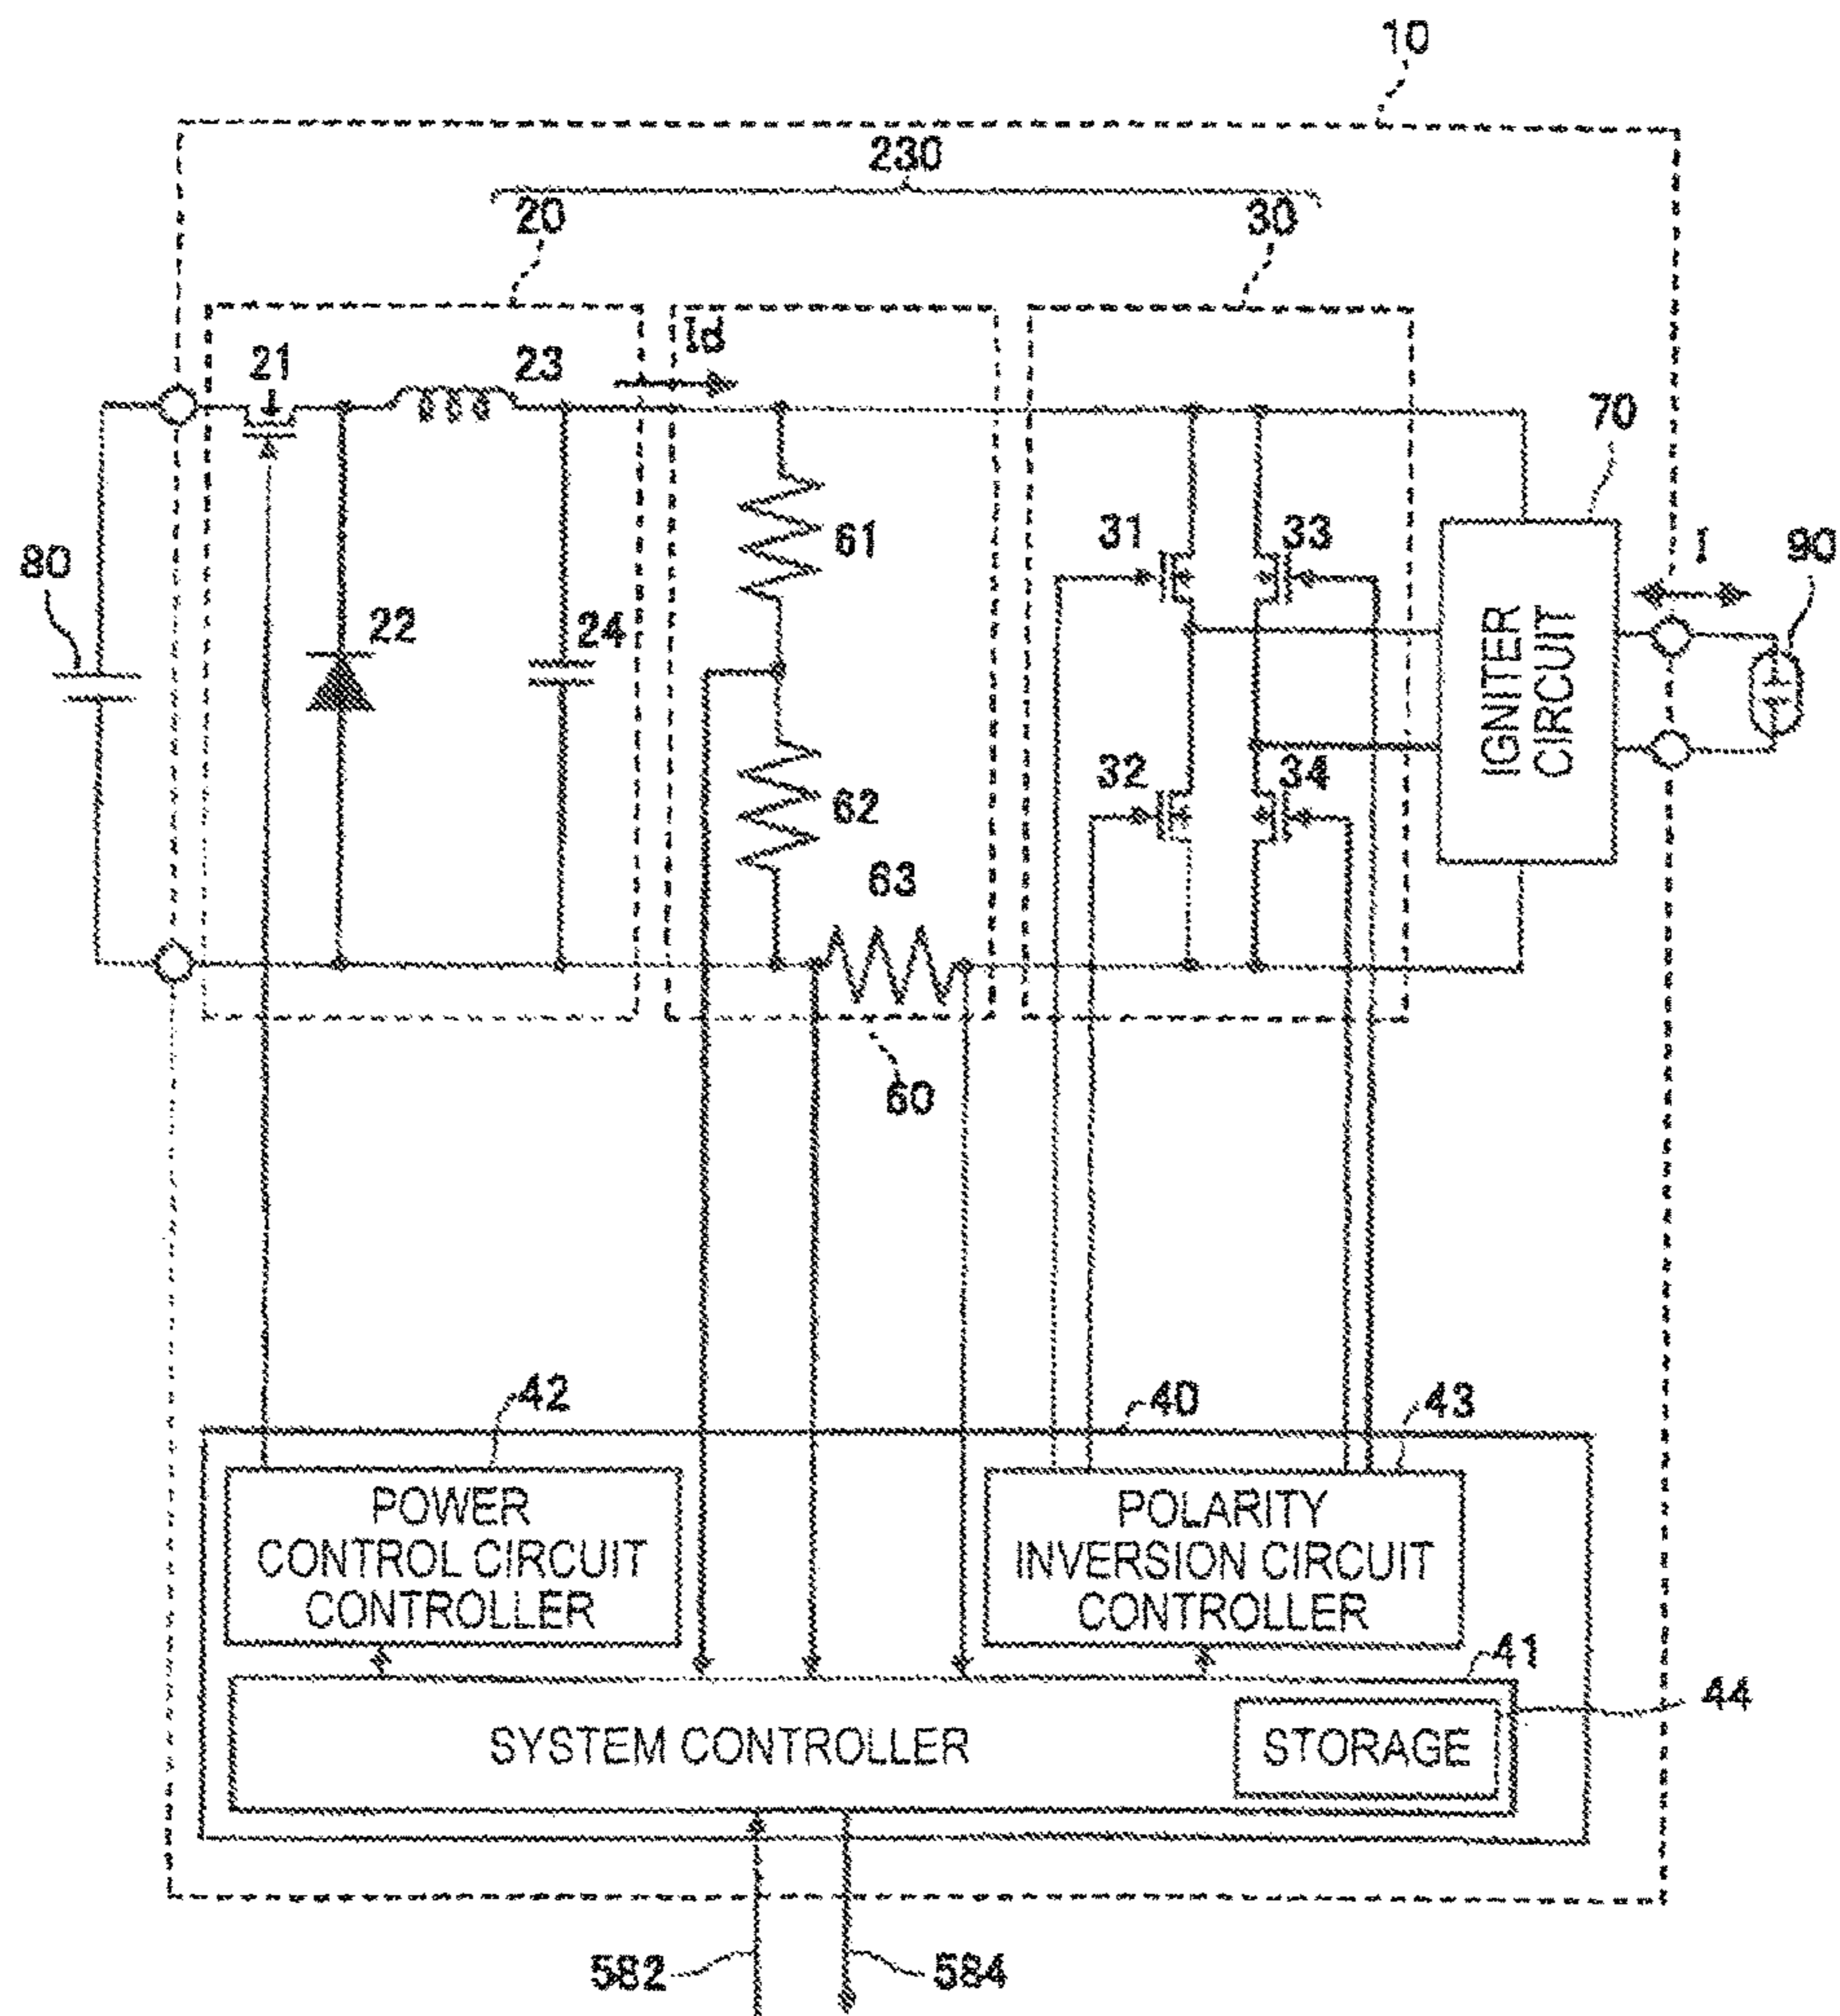 10
230
20
30
Id
21
23
70
80
61
31
33
I
90
22
24
IGNITER
CIRCUIT
62
32
34
63
60
42
40
43
POWER
CONTROL CIRCUIT
CONTROLLER
POLARITY
INVERSION CIRCUIT
CONTROLLER
41
44
SYSTEM CONTROLLER
STORAGE
582
584